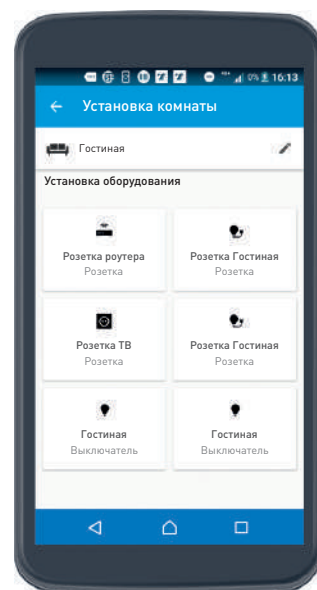 0% 16:13
Установка комнаты
Гостиная
Установка оборудования
Розетка роутера
Розетка
Розетка Гостиная
Розетка
Розетка ТВ
Розетка
Розетка Гостиная
Розетка
Гостиная
Выключатель
Гостиная
Выключатель